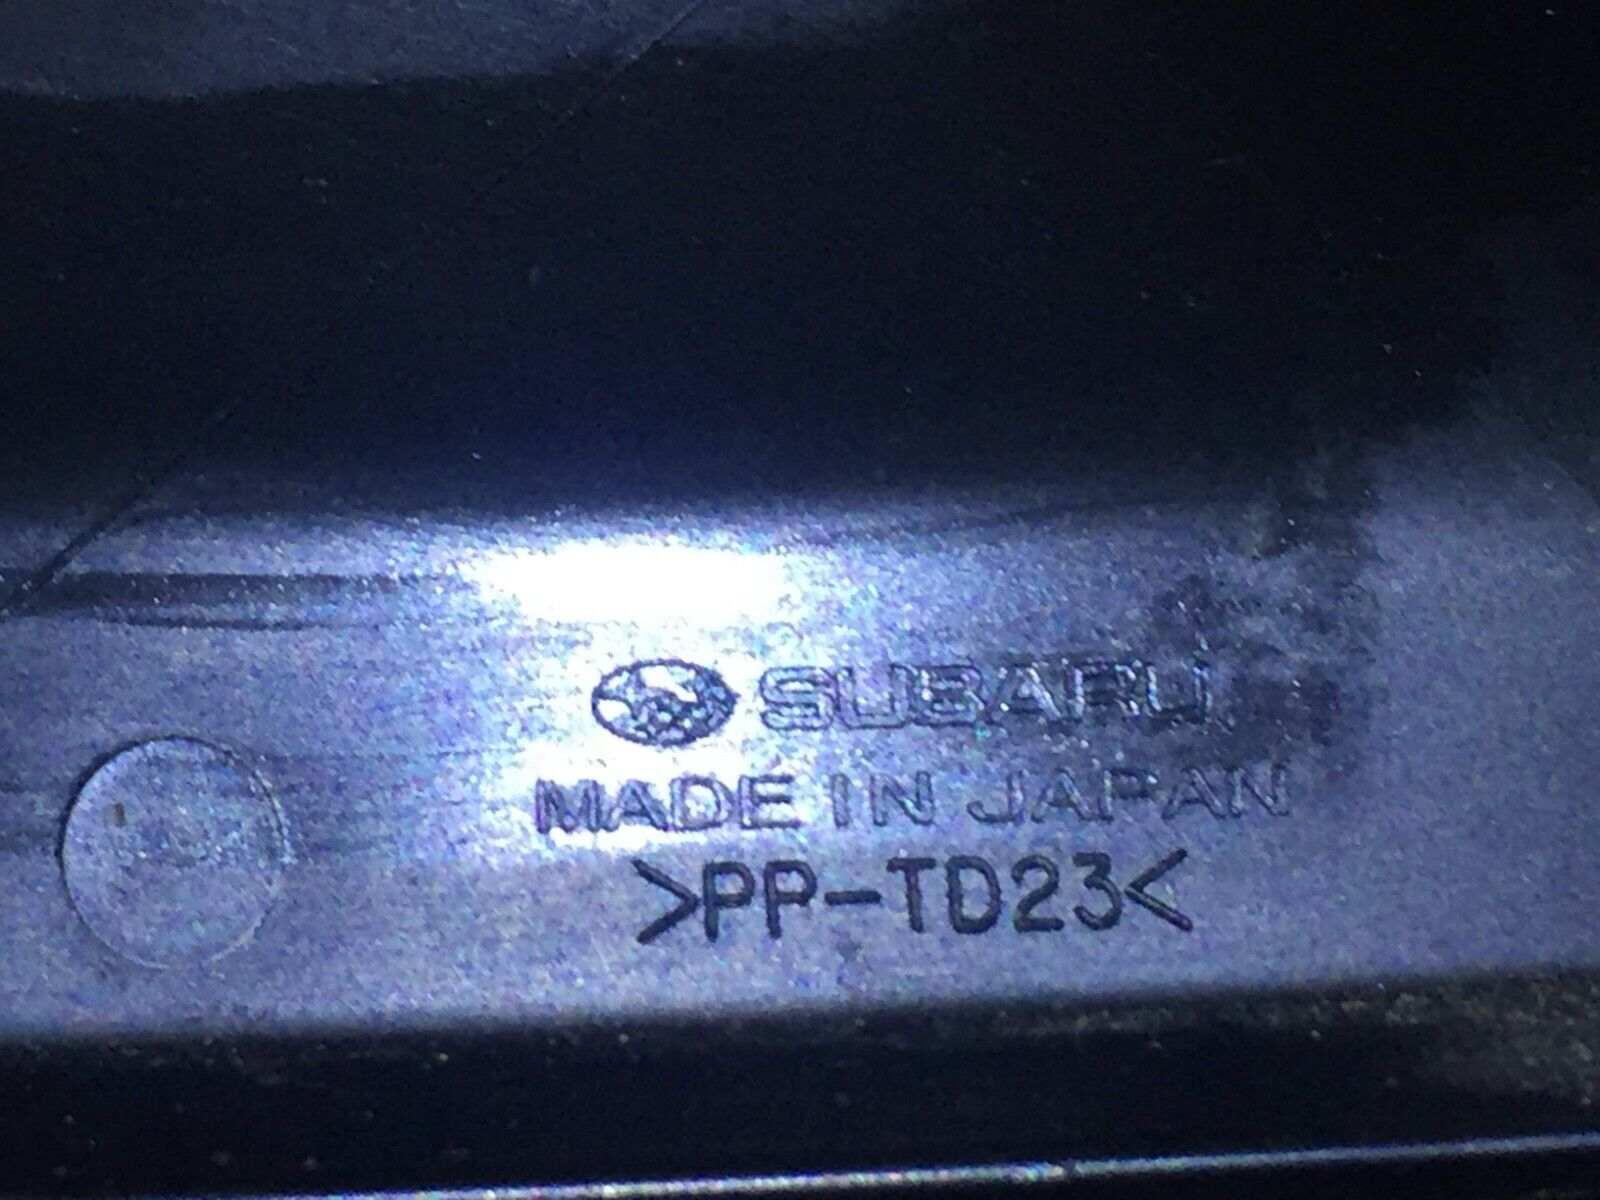 SUBARU
MADE IN JAPAN
>PP-TD23<